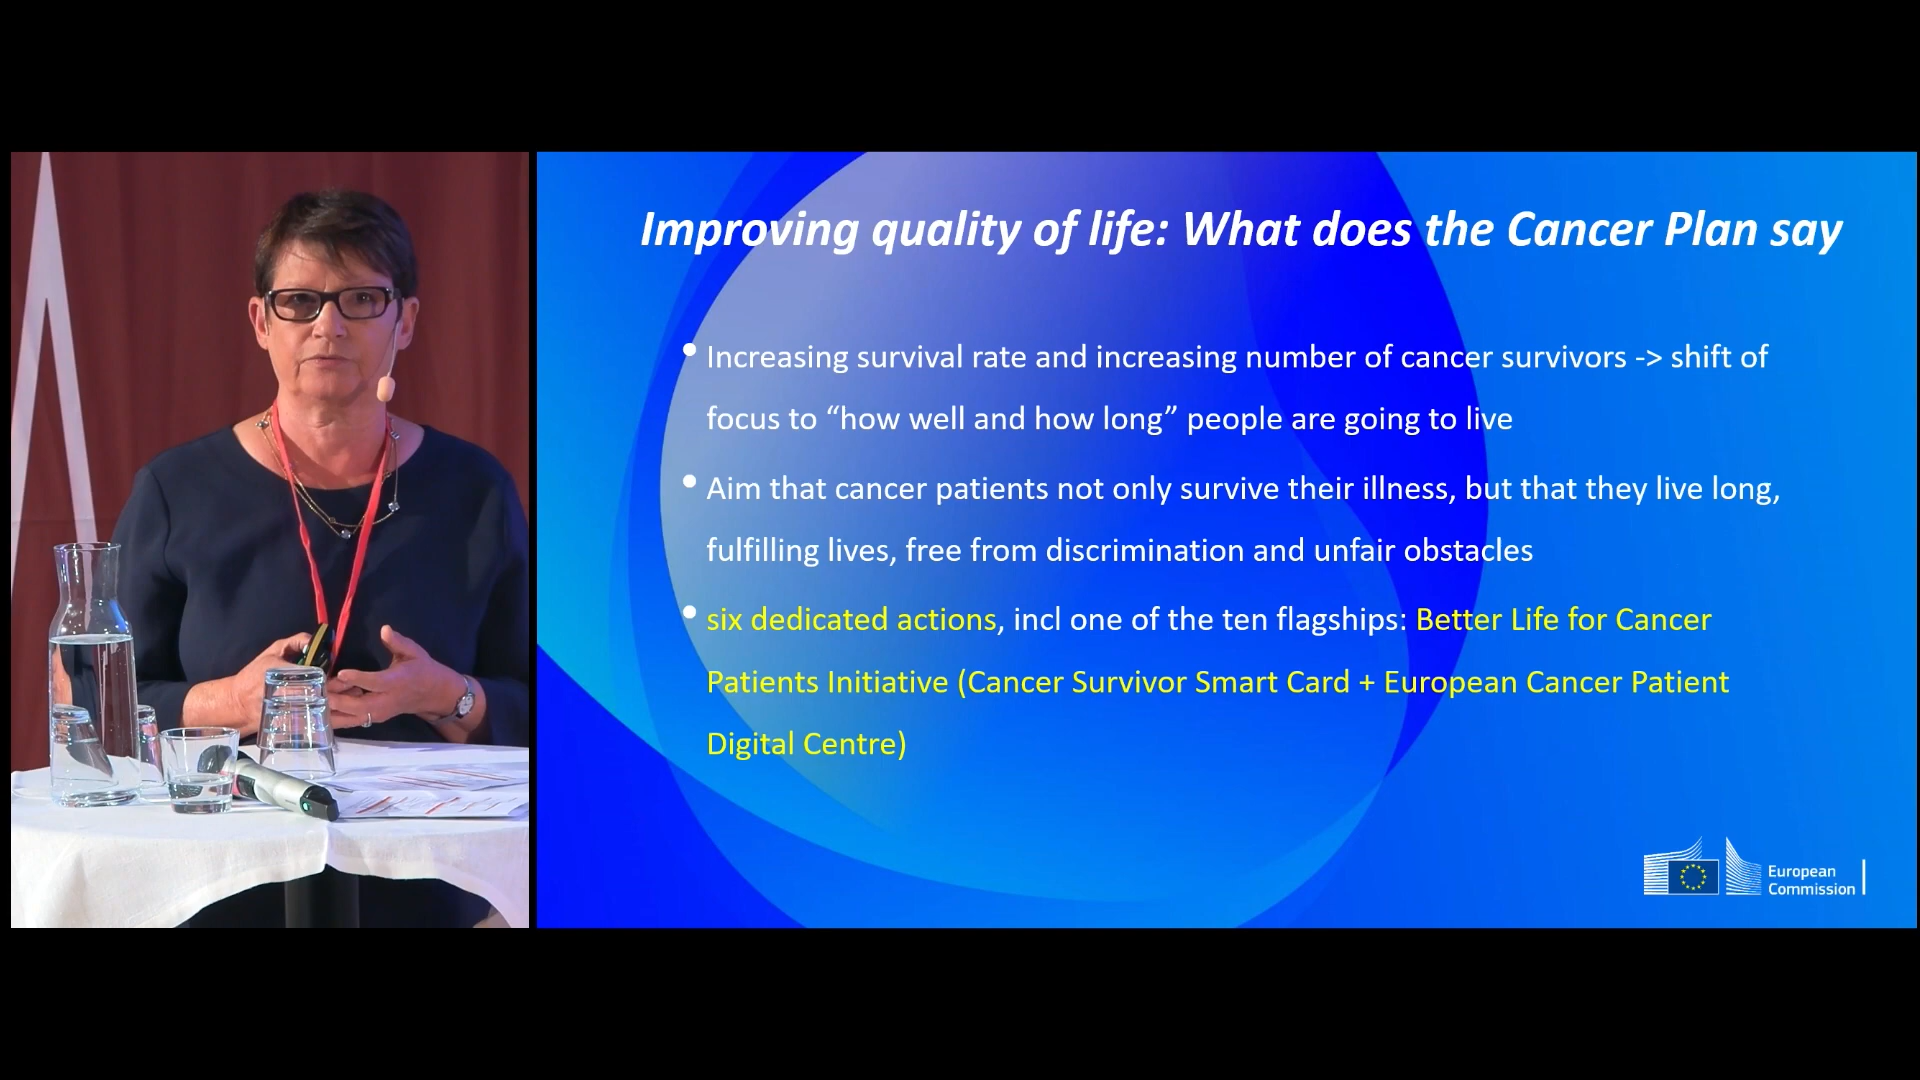 Improving quality of life: What does the Cancer Plan say
• Increasing survival rate and increasing number of cancer survivors -> shift of
focus to “how well and how long” people are going to live
• Aim that cancer patients not only survive their illness, but that they live long,
fulfilling lives, free from discrimination and unfair obstacles
• six dedicated actions, incl one of the ten flagships: Better Life for Cancer
Patients Initiative (Cancer Survivor Smart Card + European Cancer Patient
Digital Centre)
European
Commission